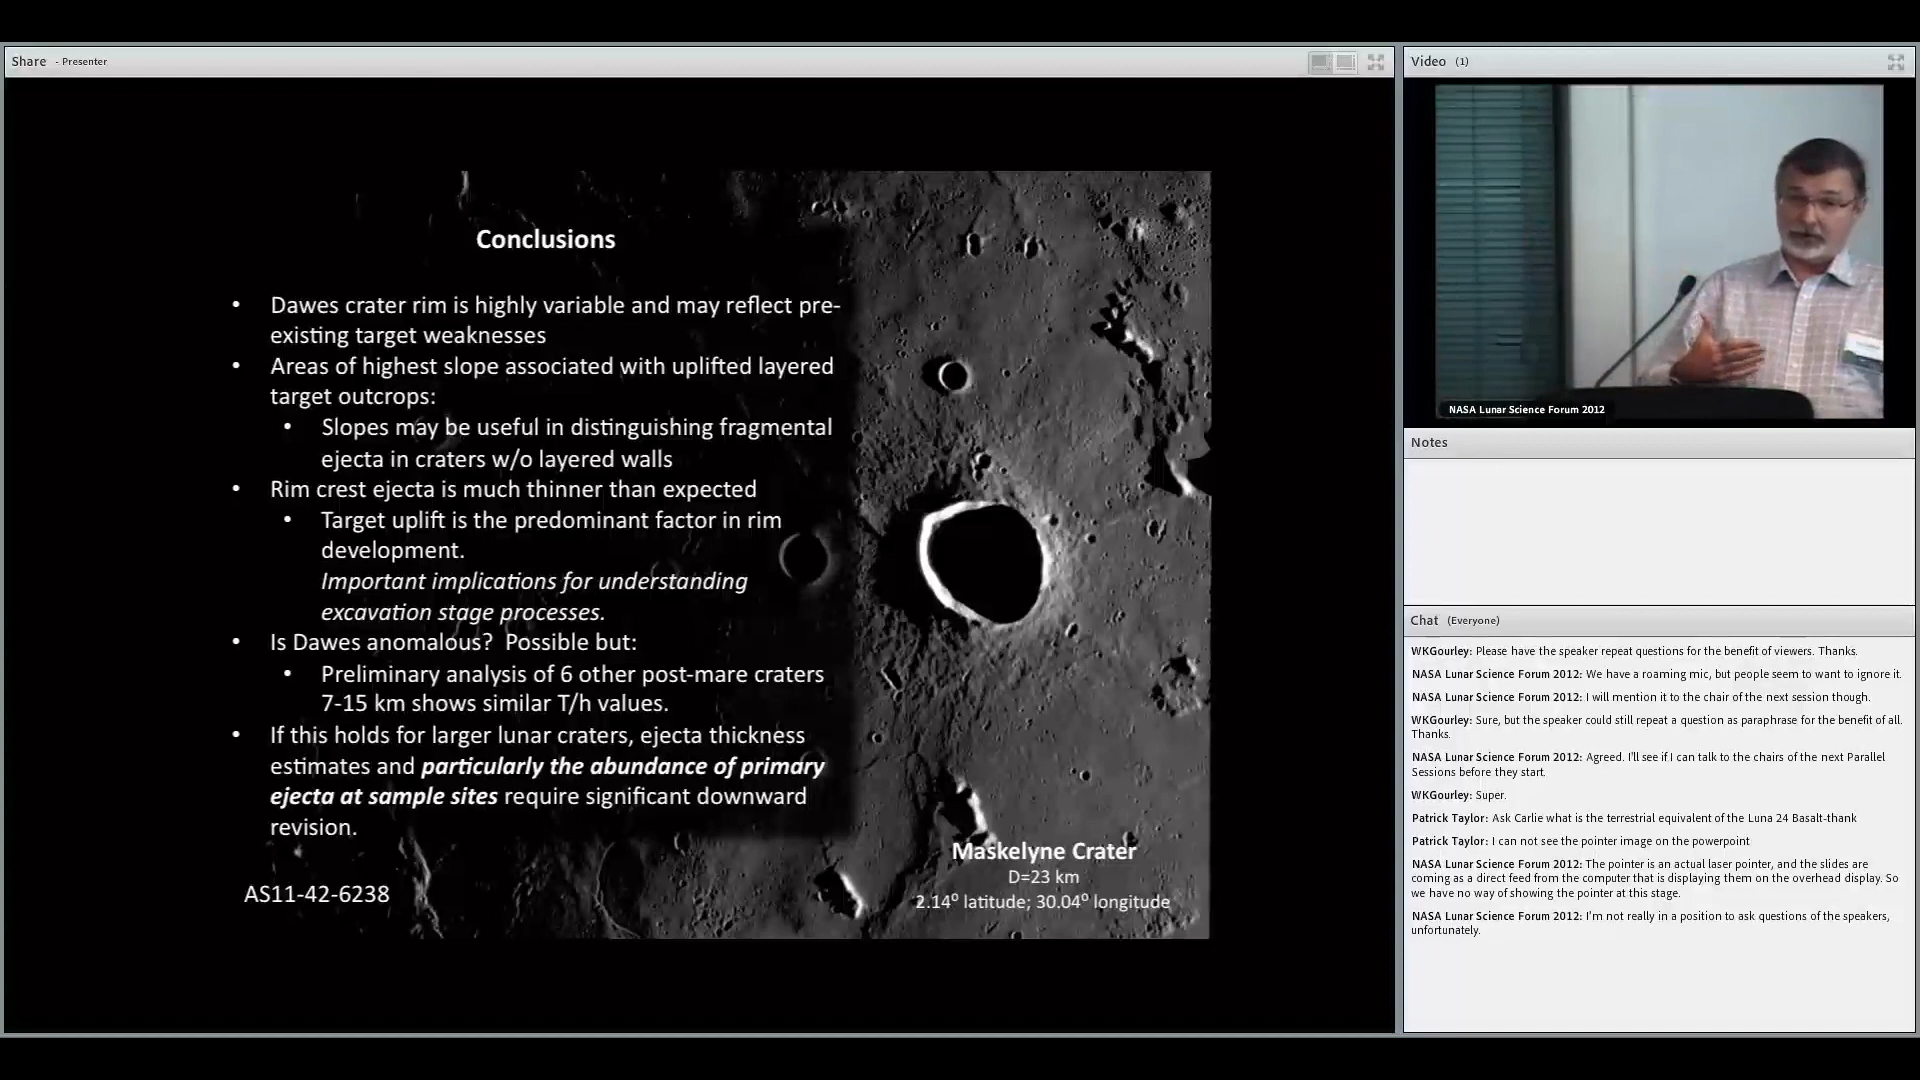 Share - Presenter
Conclusions
• Dawes crater rim is highly variable and may reflect pre-
existing target weaknesses
• Areas of highest slope associated with uplifted layered
target outcrops:
• Slopes may be useful in distinguishing fragmental
ejecta in craters w/o layered walls
• Rim crest ejecta is much thinner than expected
• Target uplift is the predominant factor in rim
development.
Important implications for understanding
excavation stage processes.
• Is Dawes anomalous? Possible but:
• Preliminary analysis of 6 other post-mare craters
7-15 km shows similar T/h values.
• If this holds for larger lunar craters, ejecta thickness
estimates and particularly the abundance of primary
ejecta at sample sites require significant downward
revision.
AS11-42-6238
Maskelyne Crater
D=23 km
2.14º latitude; 30.04º longitude
Video (1)
NASA Lunar Science Forum 2012
Notes
Chat (Everyone)
WKGourley: Please have the speaker repeat questions for the benefit of viewers. Thanks.
NASA Lunar Science Forum 2012: We have a roaming mic, but people seem to want to ignore it.
NASA Lunar Science Forum 2012: I will mention it to the chair of the next session though.
WKGourley: Sure, but the speaker could still repeat a question as paraphrase for the benefit of all.
Thanks.
NASA Lunar Science Forum 2012: Agreed. I'll see if I can talk to the chairs of the next Parallel
Sessions before they start.
WKGourley: Super.
Patrick Taylor: Ask Carlie what is the terrestrial equivalent of the Luna 24 Basalt-thank
Patrick Taylor: I can not see the pointer image on the powerpoint
NASA Lunar Science Forum 2012: The pointer is an actual laser pointer, and the slides are
coming as a direct feed from the computer that is displaying them on the overhead display. So
we have no way of showing the pointer at this stage.
NASA Lunar Science Forum 2012: I'm not really in a position to ask questions of the speakers,
unfortunately.